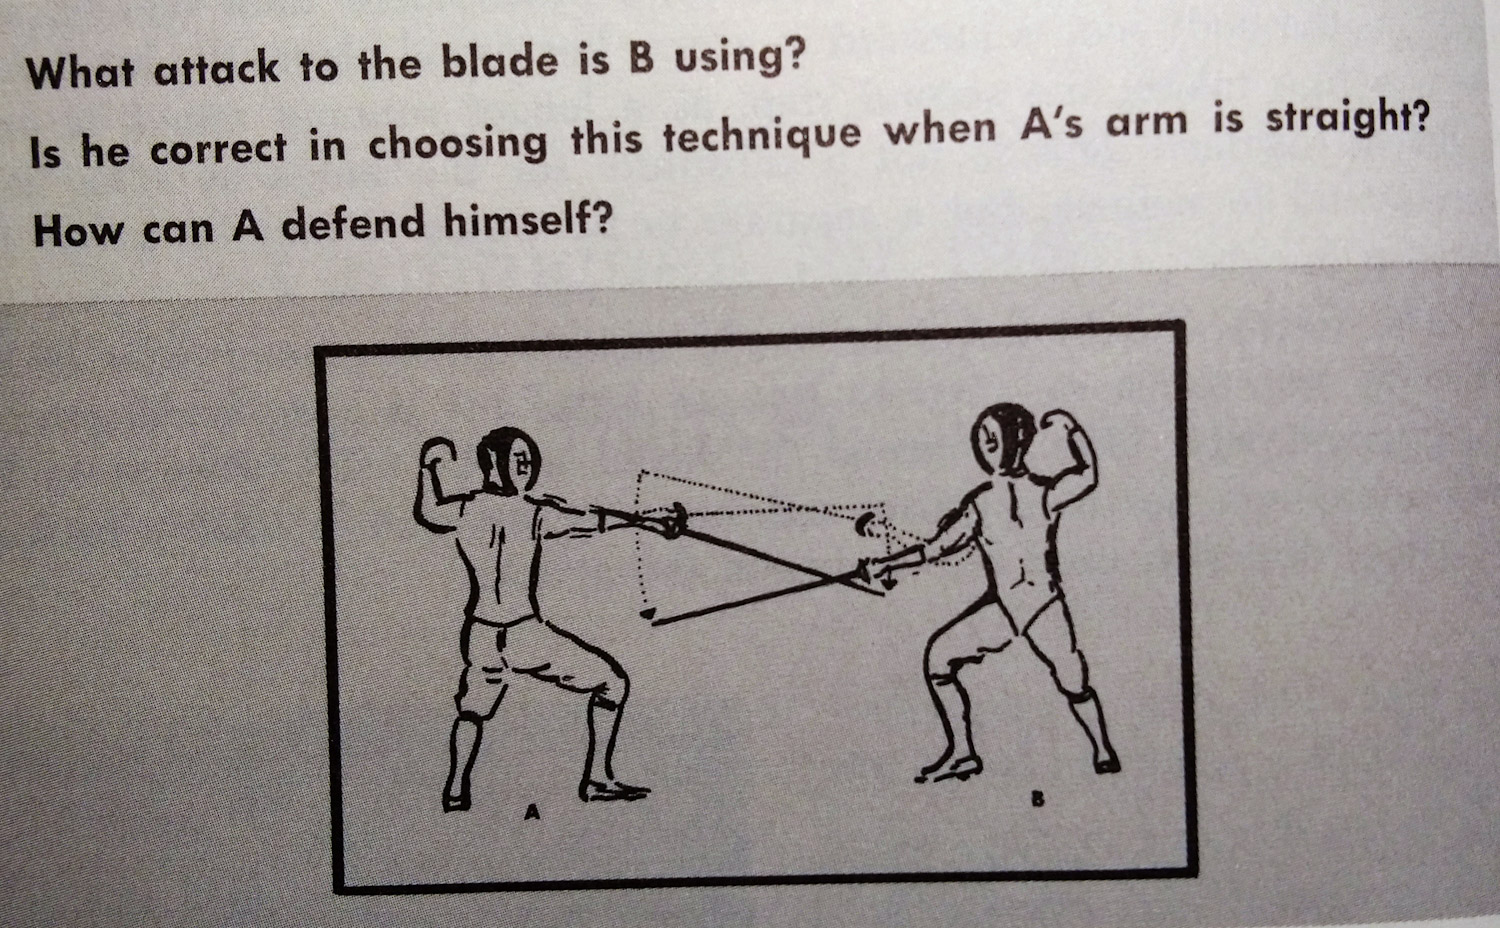 What attack to the blade is B using?
Is he correct in choosing this technique when A's arm is straight?
How can A defend himself?
A
B